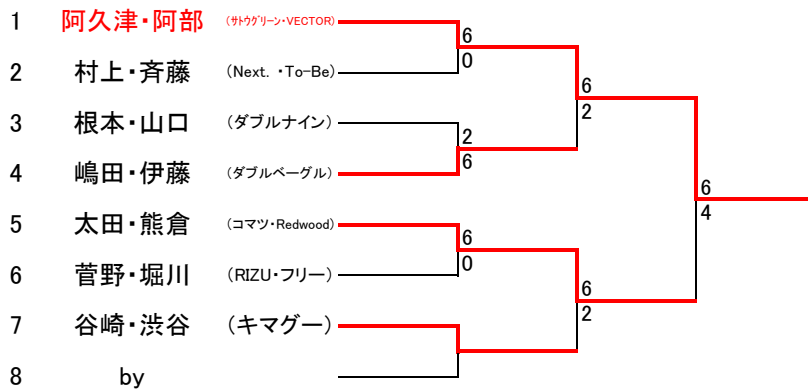 1 阿久津・阿部 (サトウグリーン・VECTOR)
6
0
2 村上・斉藤 (Next. ・To-Be)
6
2
3 根本・山口 (ダブルナイン)
2
6
4 嶋田・伊藤 (ダブルベーグル)
6
4
5 太田・熊倉 (コマツ・Redwood)
6
0
6 菅野・堀川 (RIZU・フリー)
6
2
7 谷崎・渋谷 (キマグー)
8 by